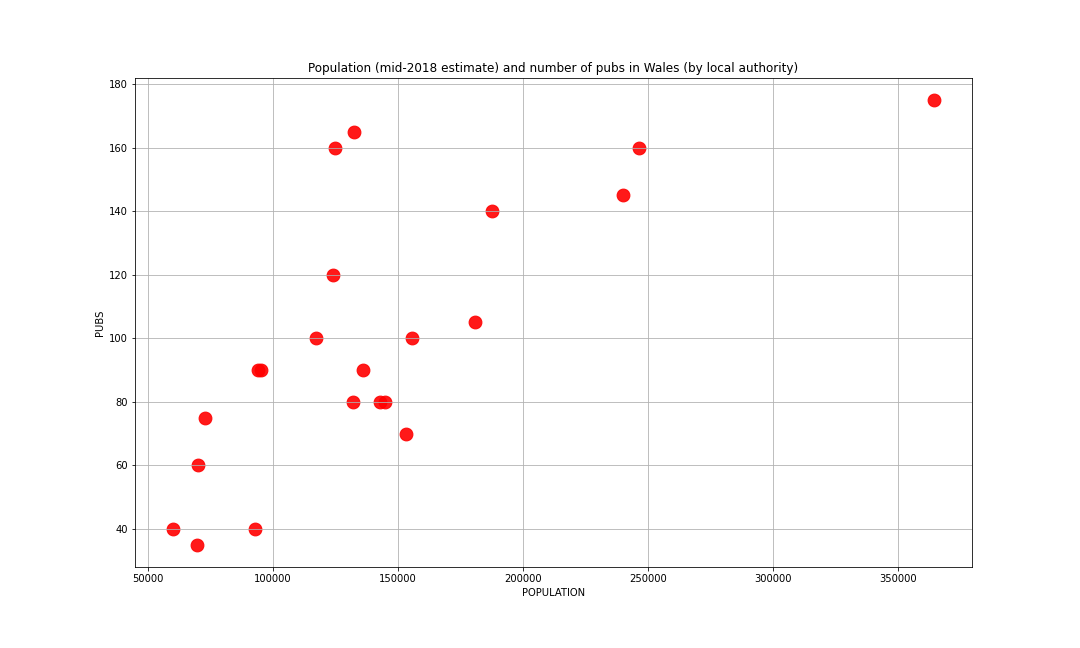 Population (mid-2018 estimate) and number of pubs in Wales (by local authority)
180
160
140
120
100
80
60
40
PUBS
50000 100000 150000 200000 250000 300000 350000
POPULATION